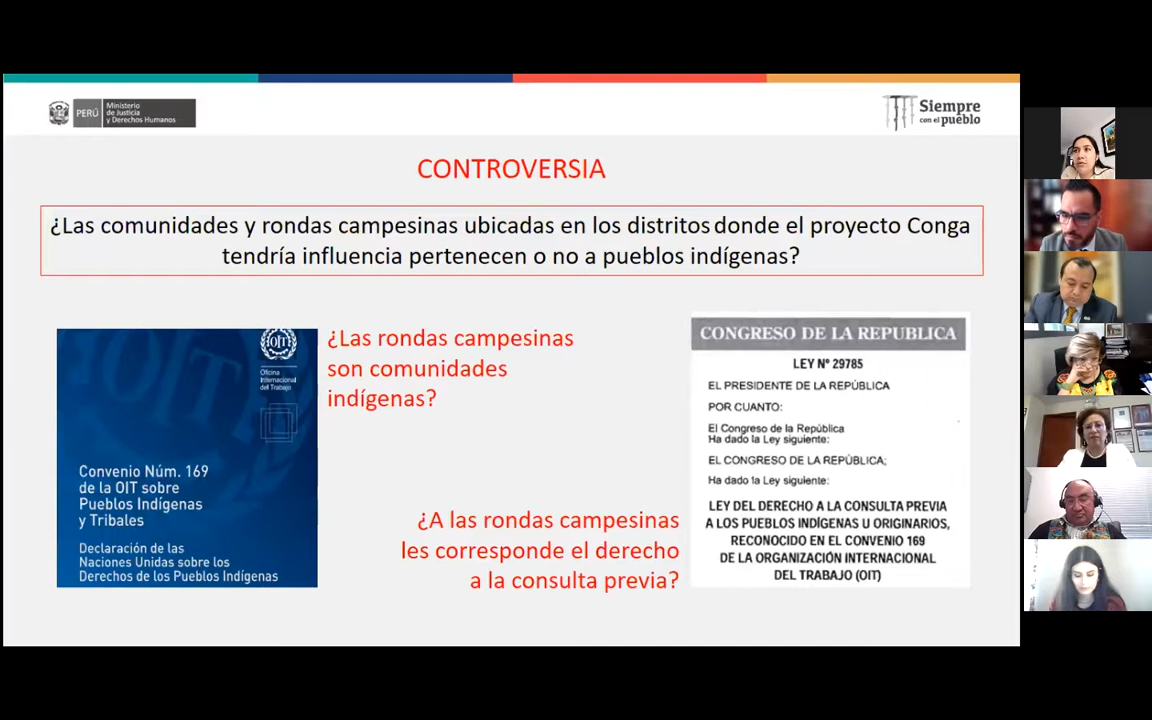 PERÚ
Ministerio
de Justicia
y Derechos Humanos
Siempre
con el pueblo
CONTROVERSIA
¿Las comunidades y rondas campesinas ubicadas en los distritos donde el proyecto Conga
tendría influencia pertenecen o no a pueblos indígenas?
OIT
Oficina
Internacional
del Trabajo
Convenio Núm. 169
de la OIT sobre
Pueblos Indígenas
y Tribales
Declaración de las
Naciones Unidas sobre los
Derechos de los Pueblos Indígenas
¿Las rondas campesinas
son comunidades
indígenas?
¿A las rondas campesinas
les corresponde el derecho
a la consulta previa?
CONGRESO DE LA REPUBLICA
LEY Nº 29785
EL PRESIDENTE DE LA REPÚBLICA
POR CUANTO:
El Congreso de la República
Ha dado la Ley siguiente:
EL CONGRESO DE LA REPÚBLICA;
Ha dado la Ley siguiente:
LEY DEL DERECHO A LA CONSULTA PREVIA
A LOS PUEBLOS INDÍGENAS U ORIGINARIOS,
RECONOCIDO EN EL CONVENIO 169
DE LA ORGANIZACIÓN INTERNACIONAL
DEL TRABAJO (OIT)